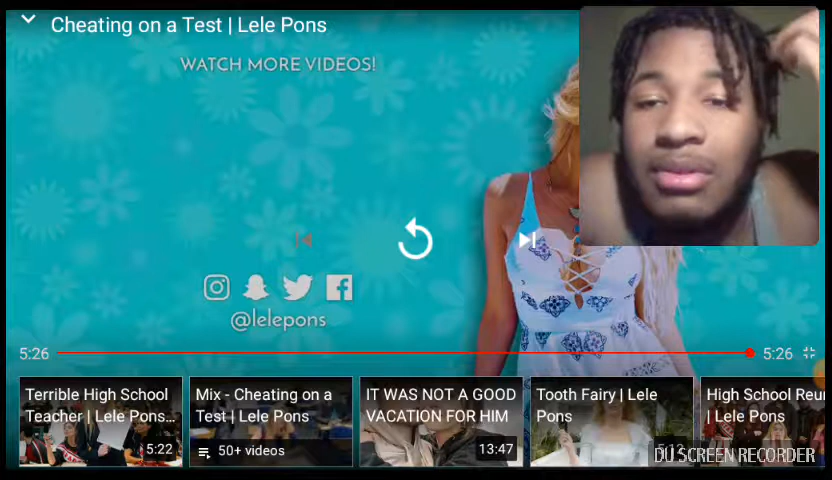 Cheating on a Test | Lele Pons
WATCH MORE VIDEOS!
@lelepons
5:26
5:26
Terrible High School
Teacher | Lele Pons...
5:22
Mix - Cheating on a
Test | Lele Pons
50+ videos
IT WAS NOT A GOOD
VACATION FOR HIM
13:47
Tooth Fairy | Lele
Pons
5:12
High School Reun
| Lele Pons
DU SCREEN RECORDER